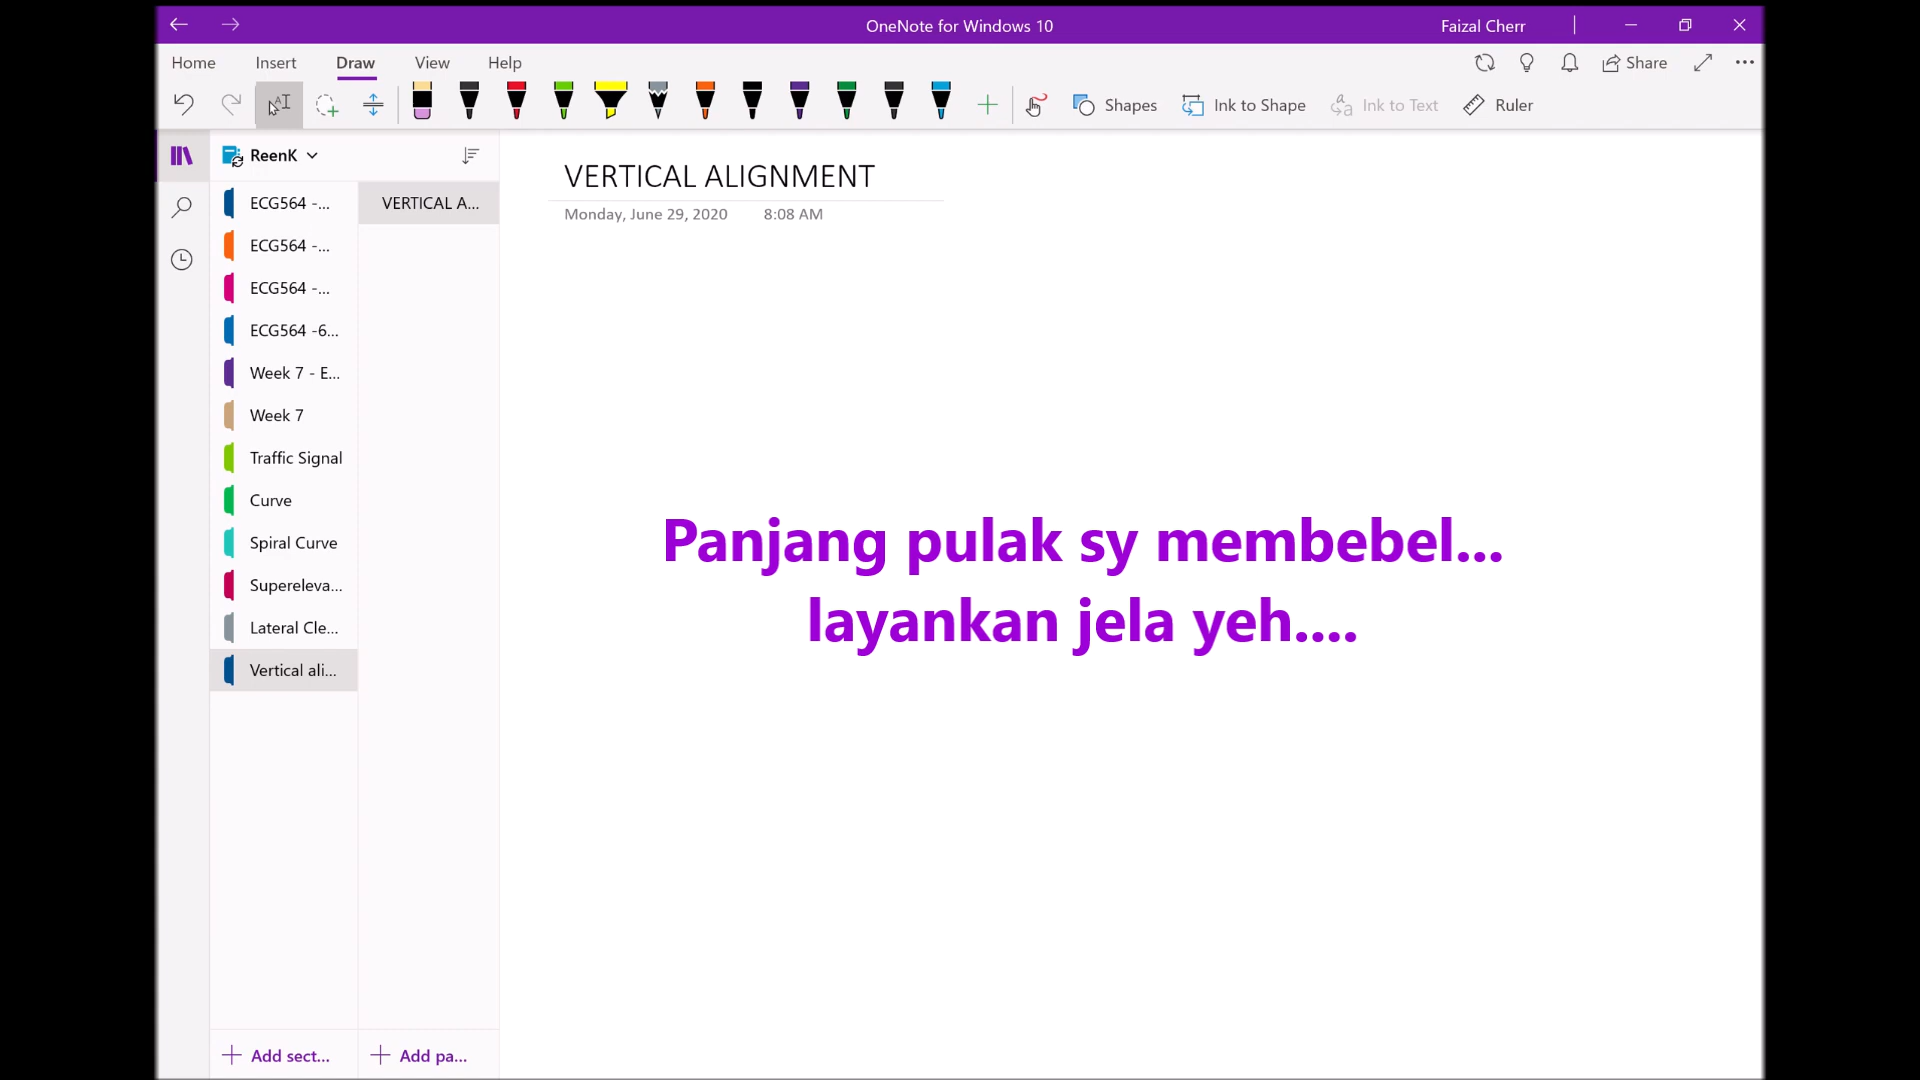 OneNote for Windows 10
Faizal Cherr
Home
Insert
Draw
View
Help
Share
Shapes
Ink to Shape
Ink to Text
Ruler
ReenK
ECG564 -...
ECG564 -...
ECG564 -...
ECG564 -6...
Week 7 - E...
Week 7
Traffic Signal
Curve
Spiral Curve
Supereleva...
Lateral Cle...
Vertical ali...
Add sect...
VERTICAL A...
Add pa...
VERTICAL ALIGNMENT
Monday, June 29, 2020 8:08 AM
Panjang pulak sy membebel...
layankan jela yeh....